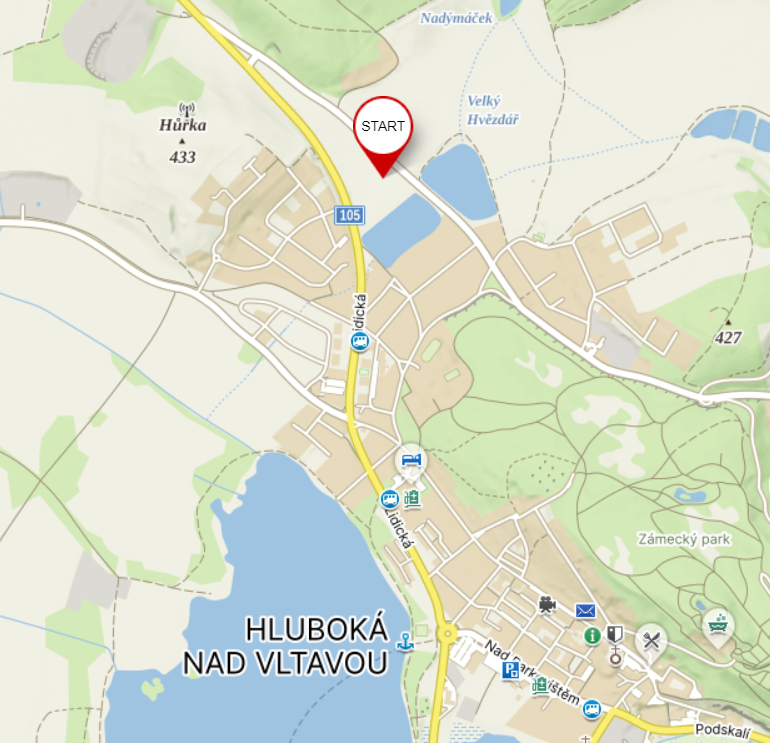 Nadýmáček
Velký
Hvězdář
START
Hůrka
433
105
Lidická
427
Lidická
Zámecký park
HLUBOKÁ
NAD VLTAVOU
Nad Parkovištěm
Podskalí